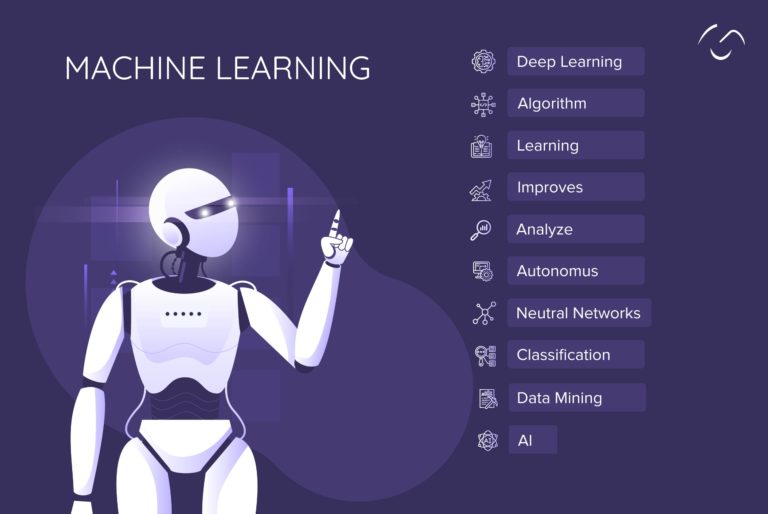 MACHINE LEARNING
Deep Learning
Algorithm
Learning
Improves
Analyze
Autonomus
Neutral Networks
Classification
Data Mining
AI